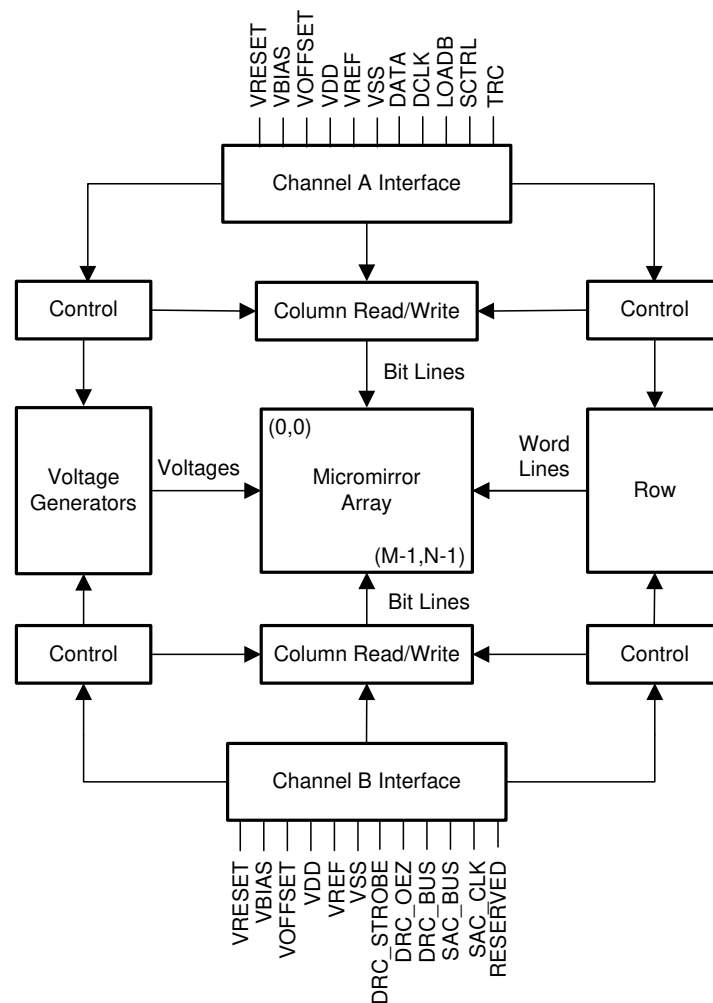 VRESET
VBIAS
VOFFSET
VDD
VREF
VSS
DATA
DCLK
LOADB
SCTRL
TRC
Channel A Interface
Control
Column Read/Write
Control
Bit Lines
(0,0)
Voltage
Generators
Voltages
Micromirror
Array
Word
Lines
Row
(M-1,N-1)
Bit Lines
Control
Column Read/Write
Control
Channel B Interface
VRESET
VBIAS
VOFFSET
VDD
VREF
VSS
DRC_STROBE
DRC_OEZ
DRC_BUS
SAC_BUS
SAC_CLK
RESERVED